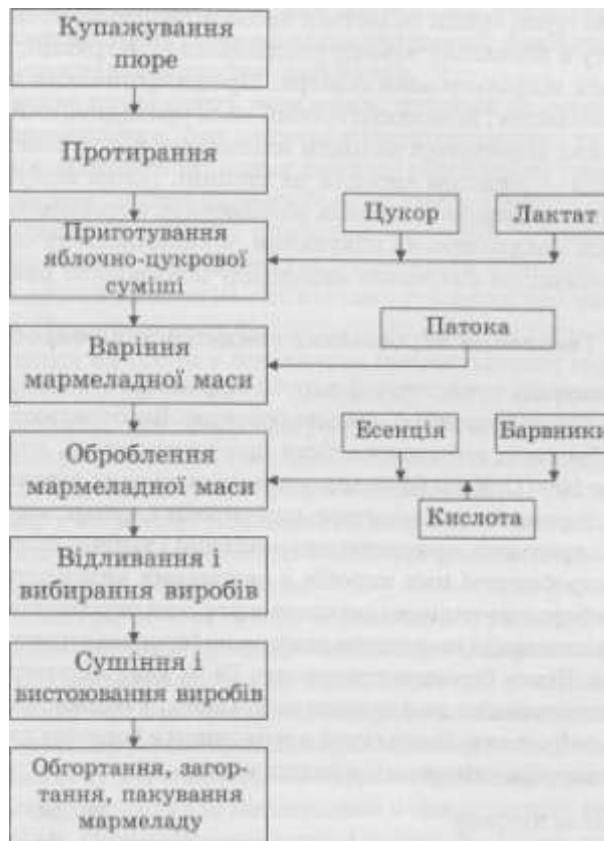 Купажування
пюре
Протирання
Цукор
Лактат
Приготування
яблочно-цукрової
суміші
Патока
Варіння
мармеладної маси
Есенція
Барвники
Оброблення
мармеладної маси
Кислота
Відливання і
вибирання виробів
Сушіння і
вистоювання виробів
Обгортання, загор-
тання, пакування
мармеладу